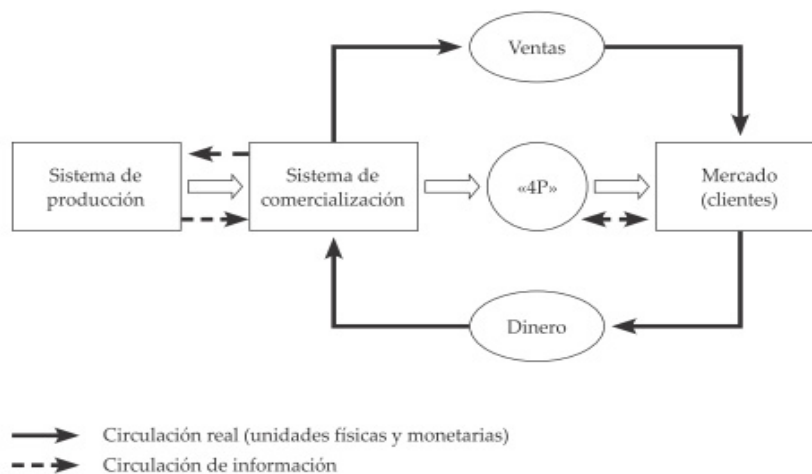 Ventas
Sistema de
producción
Sistema de
comercialización
«4P»
Mercado
(clientes)
Dinero
Circulación real (unidades físicas y monetarias)
Circulación de información